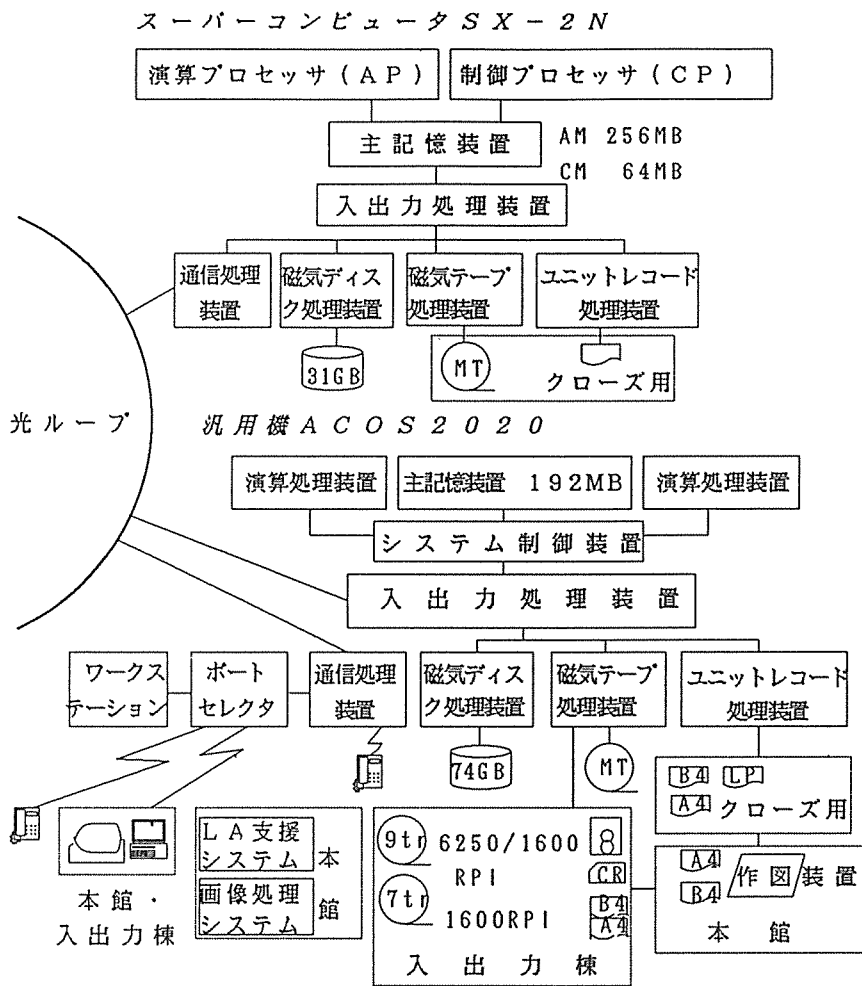 スーパーコンピュータSX-2N
演算プロセッサ(AP)
制御プロセッサ(CP)
主記憶装置
AM 256MB
CM 64MB
入出力処理装置
通信処理
装置
磁気ディス
ク処理装置
磁気テープ
処理装置
ユニットレコード
処理装置
31GB
MT
クローズ用
光ループ
汎用機ACOS2020
演算処理装置
主記憶装置 192MB
演算処理装置
システム制御装置
入出力処理装置
ワークス
テーション
ポート
セレクタ
通信処理
装置
磁気ディス
ク処理装置
磁気テープ
処理装置
ユニットレコード
処理装置
74GB
MT
B4 LP
A4 クローズ用
本館・
入出力棟
LA支援
システム
画像処理
システム
本
館
9tr 6250/1600
RPI
7tr
1600RPI
8
CR
B4
A4
入出力棟
A4
B4
作図装置
本館